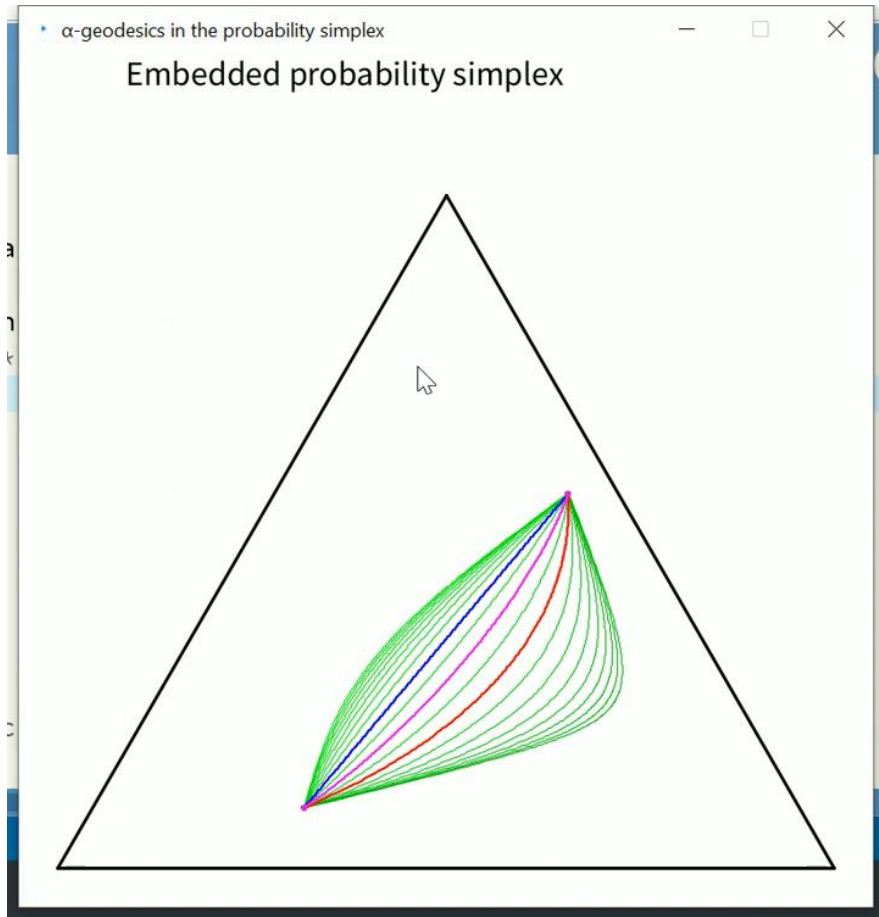 α-geodesics in the probability simplex
Embedded probability simplex